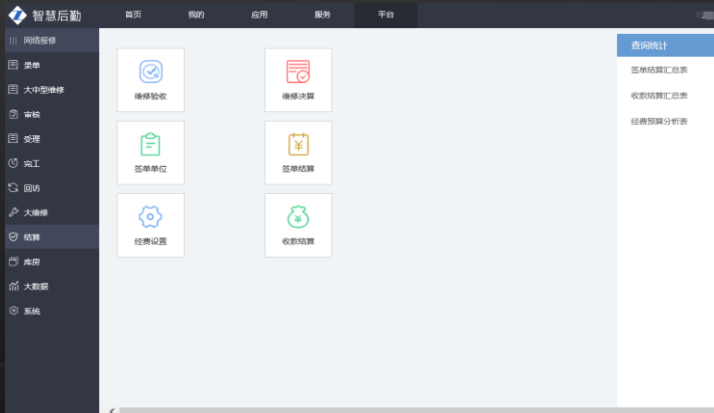 智慧后勤
首页
我的
应用
服务
平台
网络报修
录单
大中型维修
审核
受理
完工
回访
大维修
结算
库房
大数据
系统
维修验收
维修决算
签单单位
签单结算
经费设置
收款结算
查询统计
签单结算汇总表
收款结算汇总表
经费预算分析表